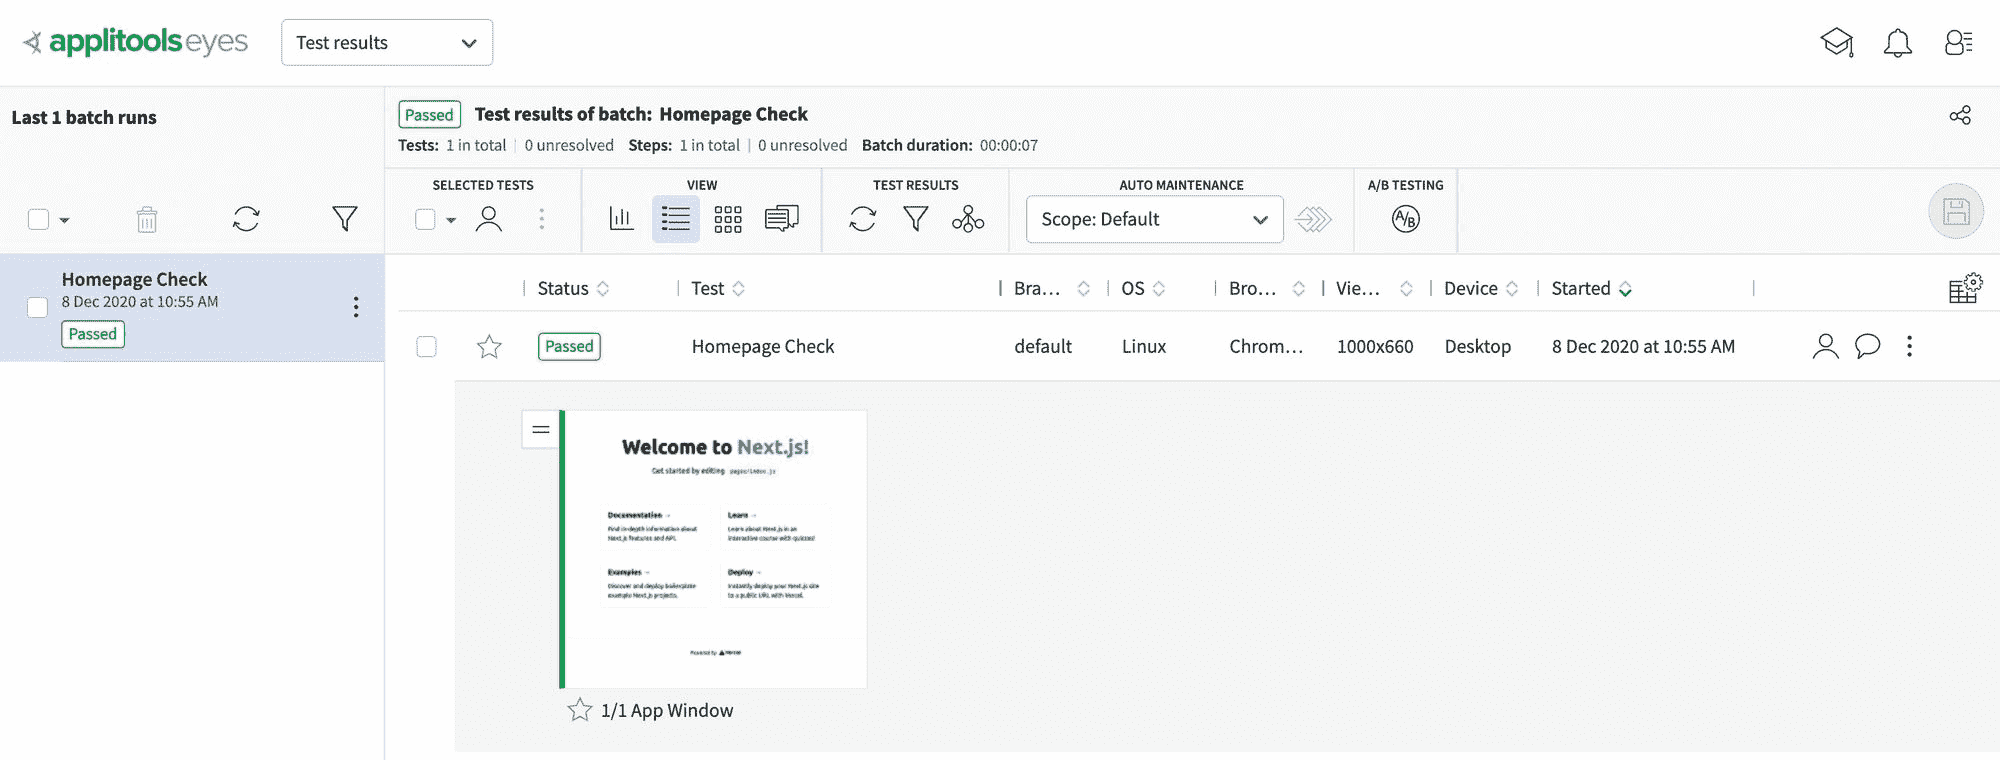 applitools eyes
Test results
Last 1 batch runs
Passed Test results of batch: Homepage Check
Tests: 1 in total | 0 unresolved Steps: 1 in total | 0 unresolved Batch duration: 00:00:07
SELECTED TESTS VIEW TEST RESULTS AUTO MAINTENANCE A/B TESTING
Scope: Default
A/B
Homepage Check
8 Dec 2020 at 10:55 AM
Passed
Status Test Bra... OS Bro... Vie... Device Started
Passed Homepage Check default Linux Chrom... 1000x660 Desktop 8 Dec 2020 at 10:55 AM
Welcome to Next.js!
Get started by editing pages/index.js
Documentation →
Find in-depth information about
Next.js features and API.
Learn →
Learn about Next.js in an
interactive course with quizzes!
Examples →
Discover and deploy boilerplate
example Next.js projects.
Deploy →
Instantly deploy your Next.js site
to a public URL with Vercel.
Powered by Vercel
1/1 App Window